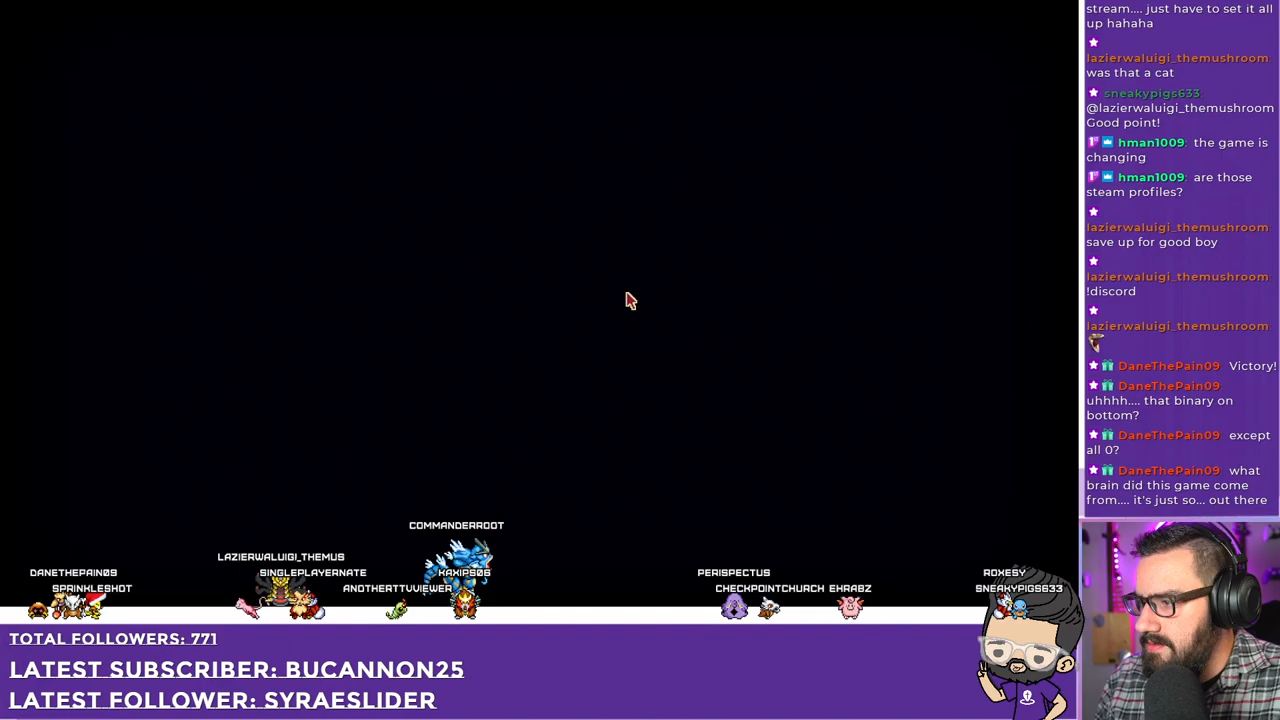 stream.... just have to set it all
up hahaha
lazierwaluigi_themushroom:
was that a cat
sneakypigs633:
@lazierwaluigi_themushroom
Good point!
hman1009: the game is
changing
hman1009: are those
steam profiles?
lazierwaluigi_themushroom:
save up for good boy
lazierwaluigi_themushroom:
!discord
lazierwaluigi_themushroom:
DaneThePain09: Victory!
DaneThePain09:
uhhhh.... that binary on
bottom?
DaneThePain09: except
all 0?
DaneThePain09: what
brain did this game come
from.... it's just so... out there
COMMANDERROOT
LAZIERWALUIGI_THEMUS
DANETHEPAIN09
SINGLEPLAYERNATE
KAXIPS06
PERISPECTUS
ROXESY
SPRINKLESHOT
ANOTHERTTVVIEWER
CHECKPOINTCHURCH
EHRABZ
SNEAKYPIGS633
TOTAL FOLLOWERS: 771
LATEST SUBSCRIBER: BUCANNON25
LATEST FOLLOWER: SYRAESLIDER